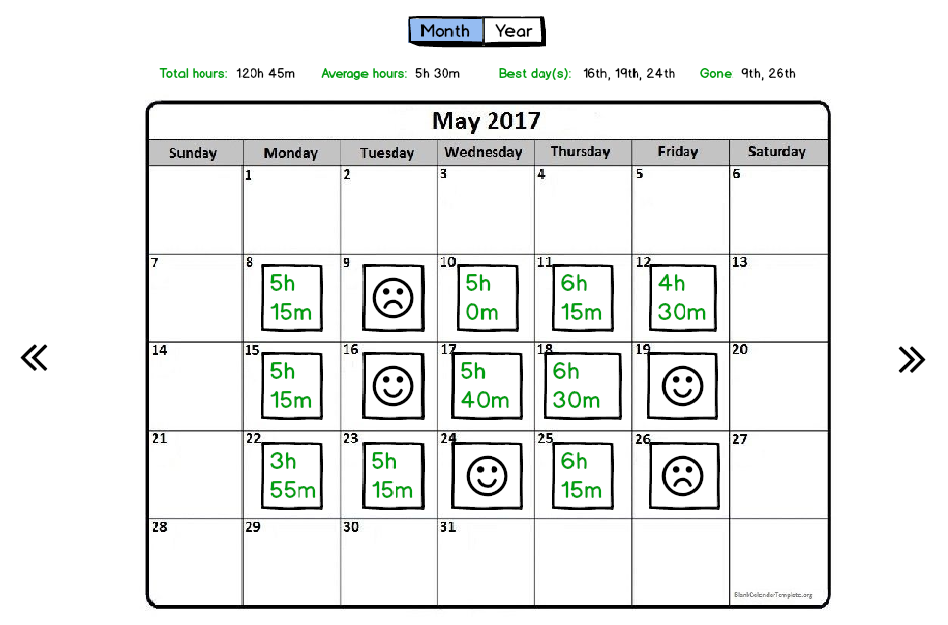 Month Year
Total hours: 120h 45m Average hours: 5h 30m Best day(s): 16th, 19th, 24th Gone 9th, 26th
May 2017
Sunday Monday Tuesday Wednesday Thursday Friday Saturday
1 2 3 4 5 6
7 8 9 10 11 12 13
5h 5h 6h 4h
15m 0m 15m 30m
14 15 16 17 18 19 20
5h 5h 6h
15m 40m 30m
21 22 23 24 25 26 27
3h 5h 6h
55m 15m 15m
28 29 30 31
BlankCalendarTemplate.org